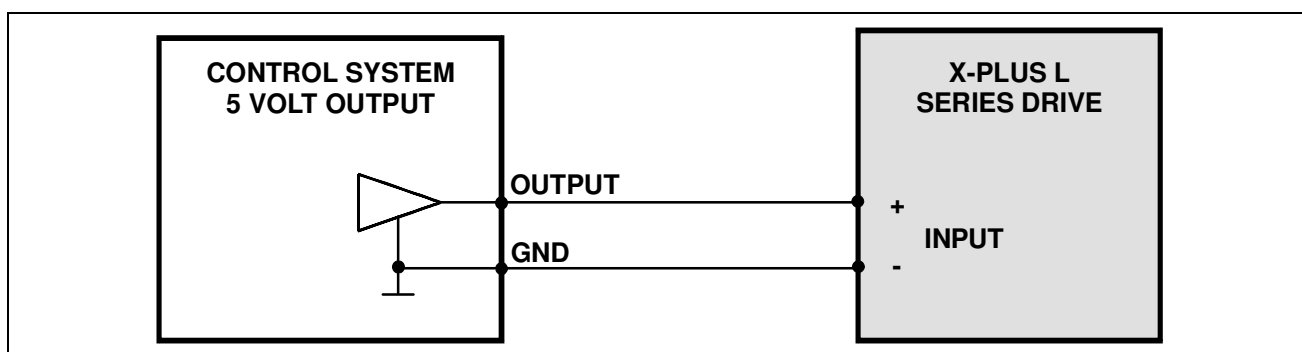 CONTROL SYSTEM
5 VOLT OUTPUT
X-PLUS L
SERIES DRIVE
OUTPUT
+
INPUT
GND
-